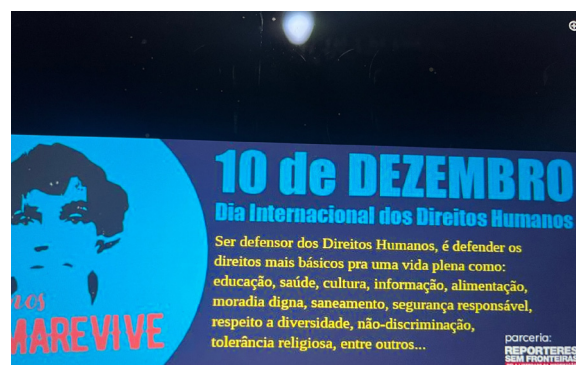 10 de DEZEMBRO
Dia Internacional dos Direitos Humanos
Ser defensor dos Direitos Humanos, é defender os
direitos mais básicos pra uma vida plena como:
educação, saúde, cultura, informação, alimentação,
moradia digna, saneamento, segurança responsável,
respeito a diversidade, não-discriminação,
tolerância religiosa, entre outros...
MAREVIVE
parceria:
REPORTERES
SEM FRONTEIRAS